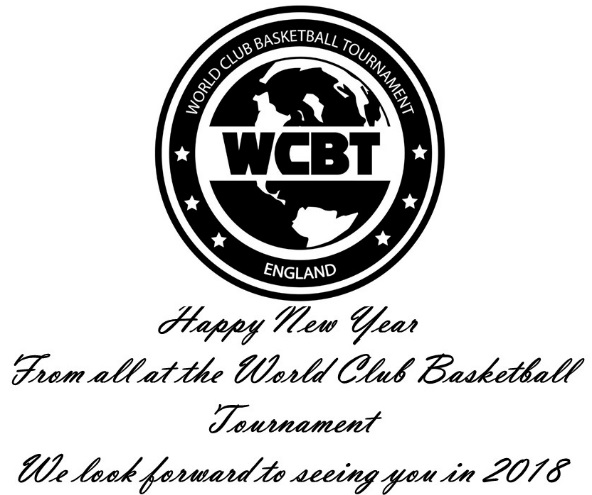 WORLD CLUB BASKETBALL TOURNAMENT
WCBT
ENGLAND
Happy New Year
From all at the World Club Basketball
Tournament
We look forward to seeing you in 2018